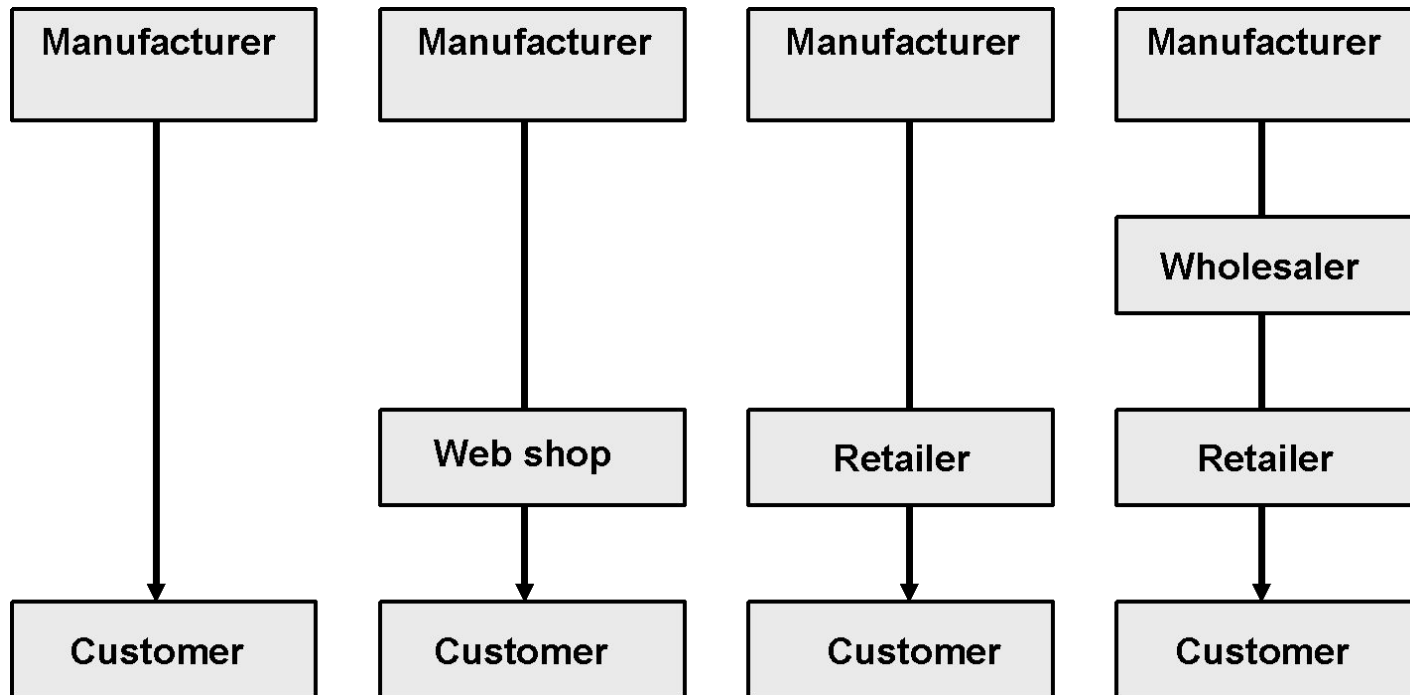 Manufacturer
Manufacturer
Manufacturer
Manufacturer
Wholesaler
Web shop
Retailer
Retailer
Customer
Customer
Customer
Customer